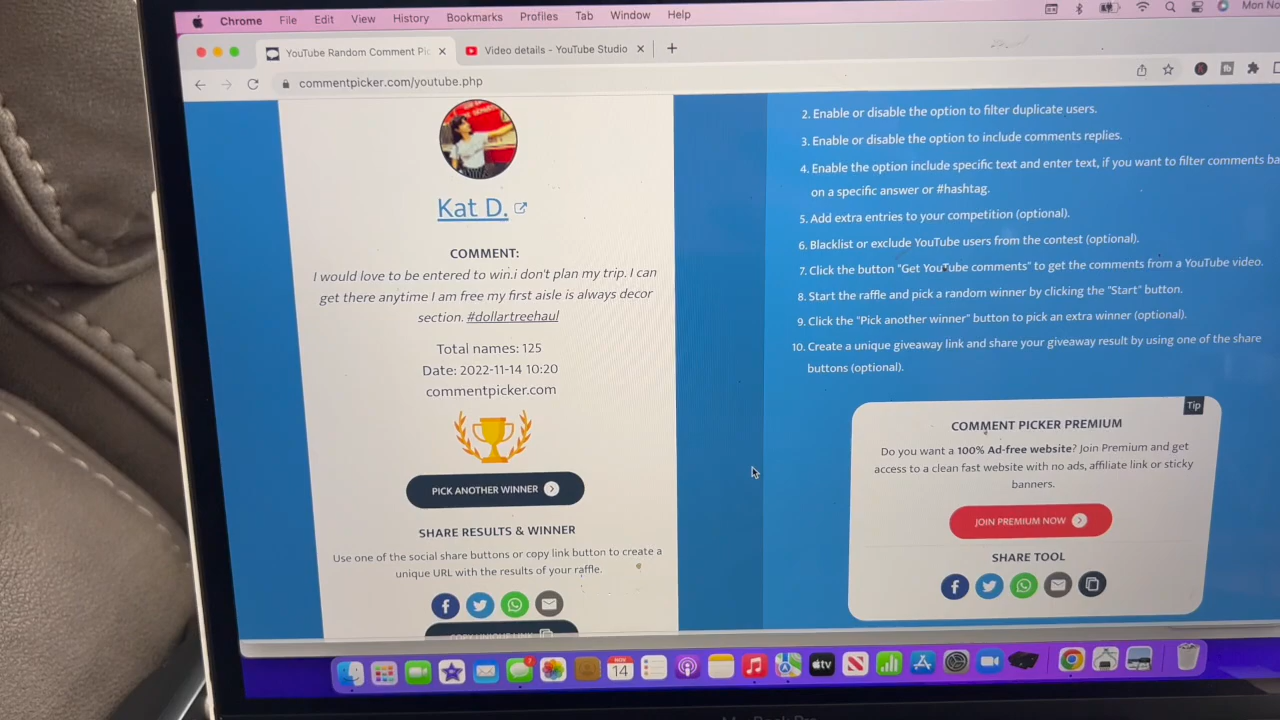 Chrome File Edit View History Bookmarks Profiles Tab Window Help
Mon No
YouTube Random Comment Pic
Video details - YouTube Studio
commentpicker.com/youtube.php
Kat D.
COMMENT:
I would love to be entered to win.i don't plan my trip. I can
get there anytime I am free my first aisle is always decor
section. #dollartreehaul
Total names: 125
Date: 2022-11-14 10:20
commentpicker.com
PICK ANOTHER WINNER
SHARE RESULTS & WINNER
Use one of the social share buttons or copy link button to create a
unique URL with the results of your raffle.
COPY UNIQUE LINK
2. Enable or disable the option to filter duplicate users.
3. Enable or disable the option to include comments replies.
4. Enable the option include specific text and enter text, if you want to filter comments ba
on a specific answer or #hashtag.
5. Add extra entries to your competition (optional).
6. Blacklist or exclude YouTube users from the contest (optional).
7. Click the button "Get YouTube comments" to get the comments from a YouTube video.
8. Start the raffle and pick a random winner by clicking the "Start" button.
9. Click the "Pick another winner" button to pick an extra winner (optional).
10. Create a unique giveaway link and share your giveaway result by using one of the share
buttons (optional).
Tip
COMMENT PICKER PREMIUM
Do you want a 100% Ad-free website? Join Premium and get
access to a clean fast website with no ads, affiliate link or sticky
banners.
JOIN PREMIUM NOW
SHARE TOOL
NOV
14
tv